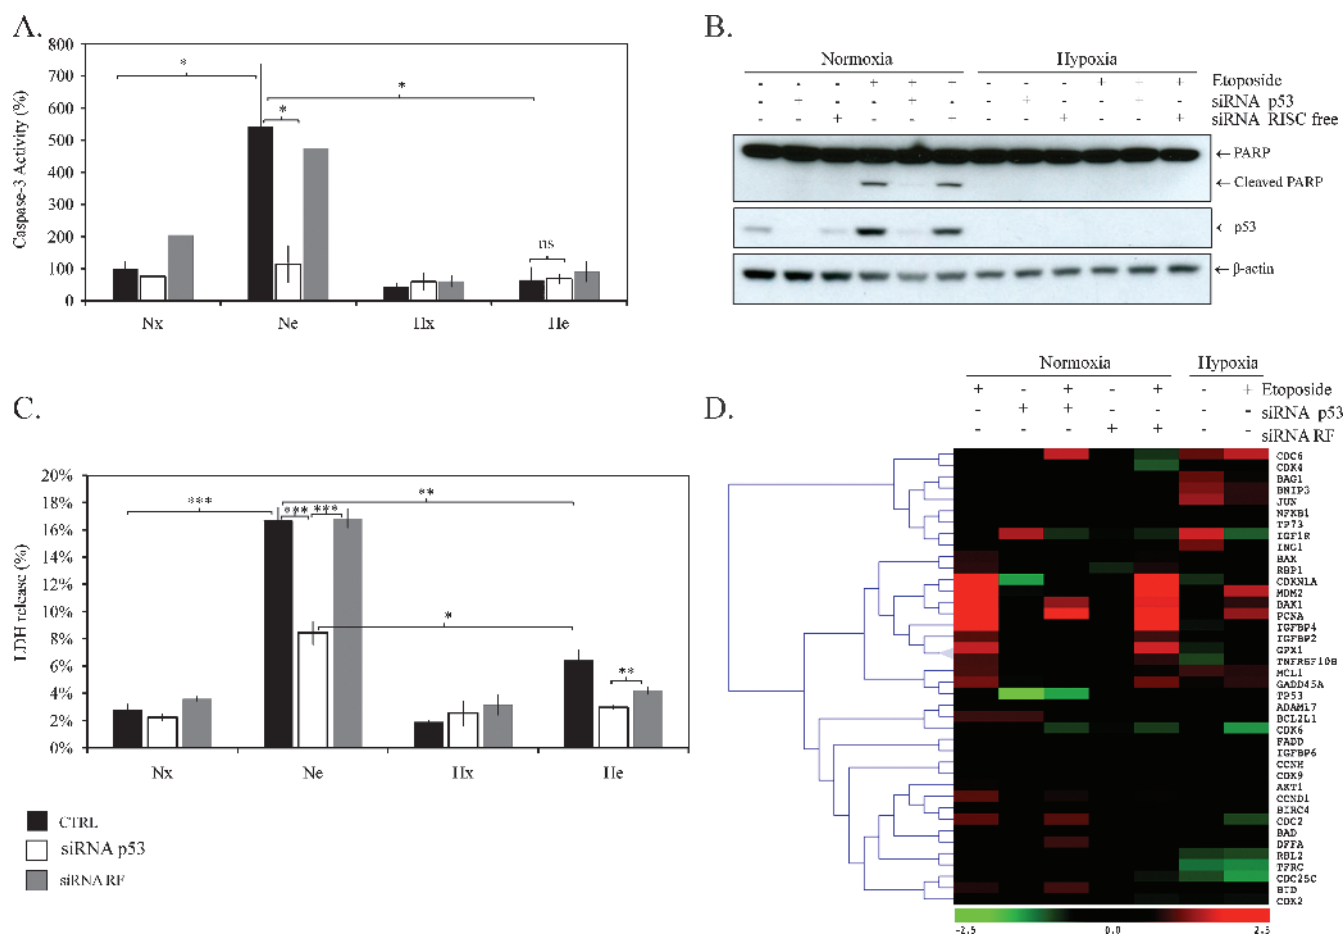 A.
800
700
600
500
400
300
200
100
0
Caspase-3 Activity (%)
*
*
*
ns
Nx Ne Hx He
B.
Normoxia Hypoxia
- - - + + + - - - + + + Etoposide
- + - - + - - + - - + - siRNA p53
- - + - - + - - + - - + siRNA RISC free
← PARP
← Cleaved PARP
p53
← β-actin
C.
20%
18%
16%
14%
12%
10%
8%
6%
4%
2%
0%
LDH release (%)
***
*** ***
**
*
**
Nx Ne Hx He
CTRL
siRNA p53
siRNA RF
D.
Normoxia Hypoxia
+ - + - + - + Etoposide
- + + - - - - siRNA p53
- - - + + - - siRNA RF
CDC6
CDK4
BAG1
BNIP3
JUN
NFKB1
TP73
IGF1R
ING1
BAX
RBP1
CDKN1A
MDM2
BAK1
PCNA
IGFBP4
IGFBP2
GPX1
TNFRSF10B
MCL1
GADD45A
TP53
ADAM17
BCL2L1
CDK6
FADD
IGFBP6
CCNH
CDK9
AKT1
CCND1
BIRC4
CDC2
BAD
DFFA
RBL2
TFRC
CDC25C
BID
CDK2
-2.5 0.0 2.5